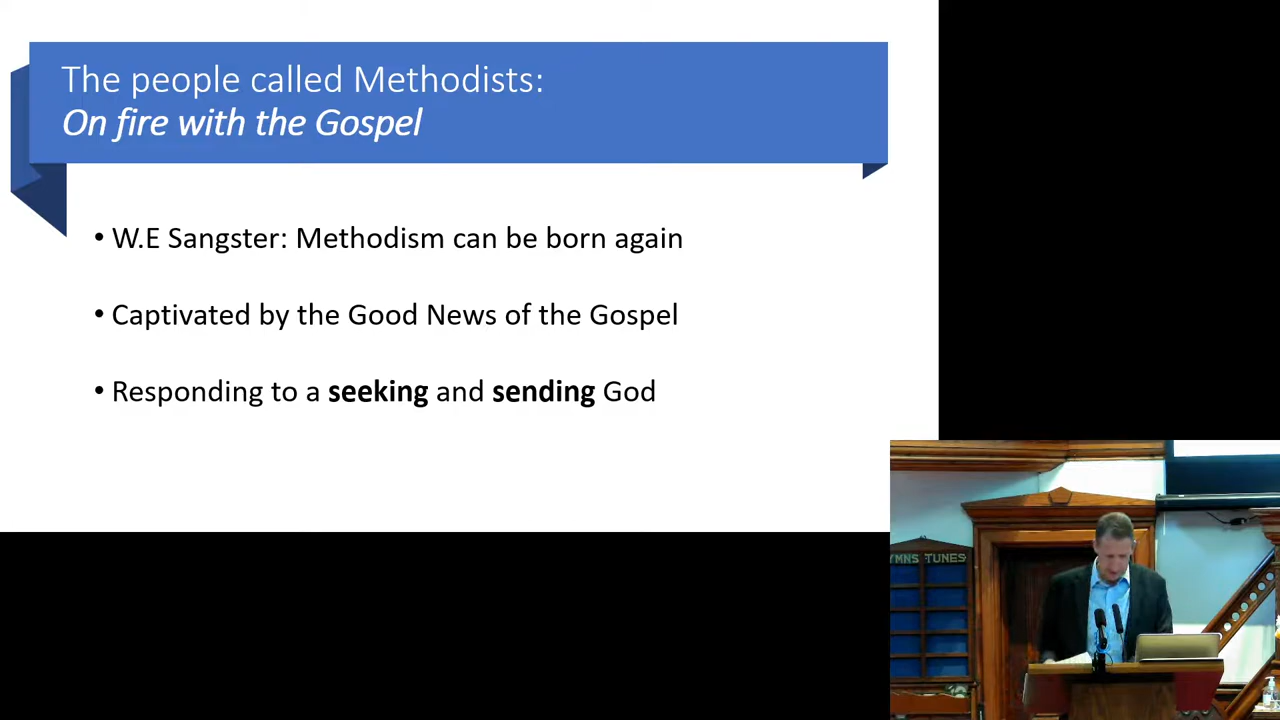 The people called Methodists:
On fire with the Gospel
• W.E Sangster: Methodism can be born again
• Captivated by the Good News of the Gospel
• Responding to a seeking and sending God
YMNS TUNES